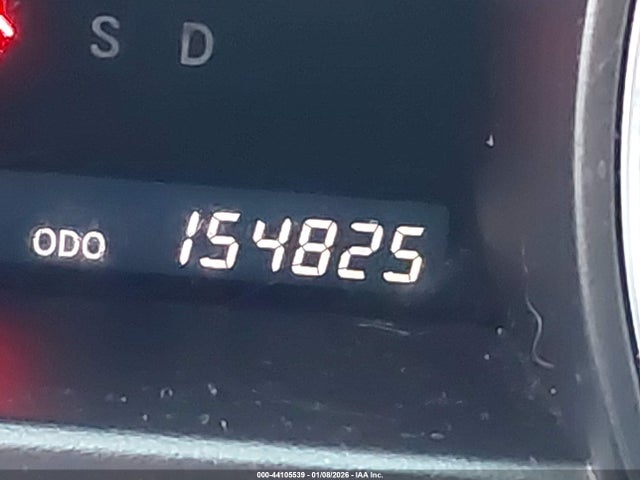 S D
ODO 154825
000-44105539 - 01/08/2026 - IAA Inc.